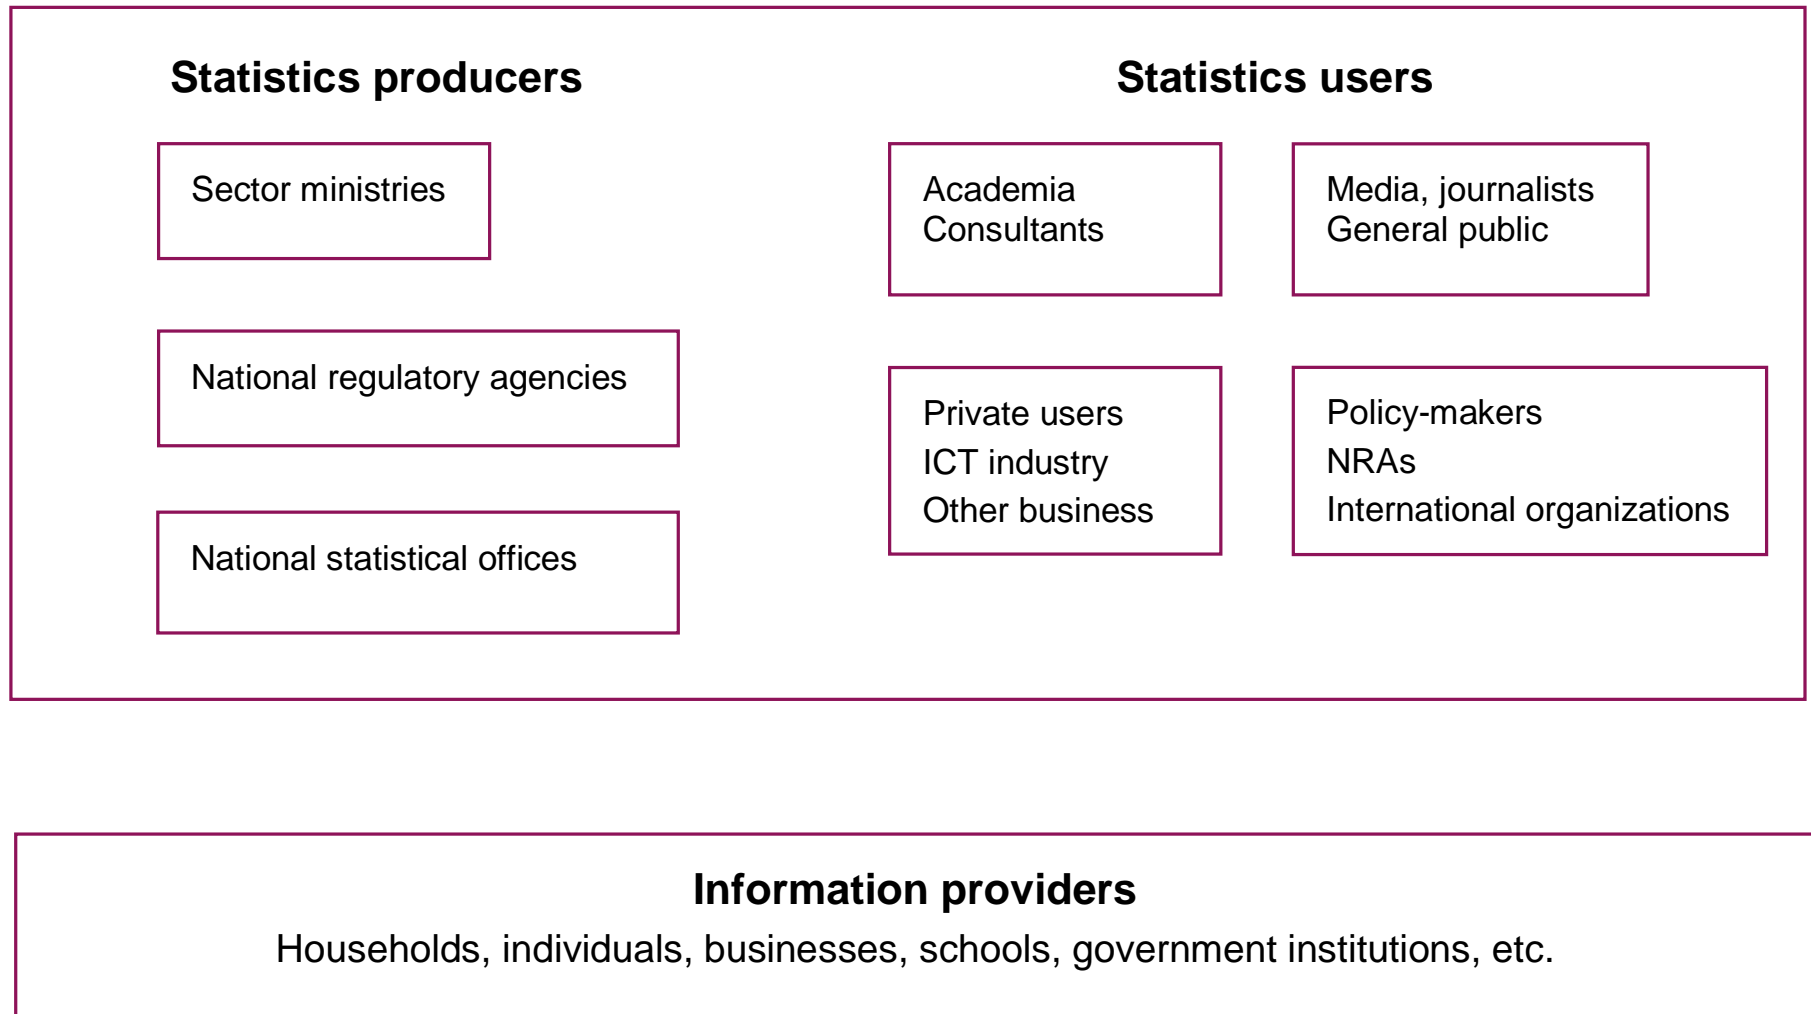 Statistics producers
Sector ministries
National regulatory agencies
National statistical offices
Statistics users
Academia
Consultants
Media, journalists
General public
Private users
ICT industry
Other business
Policy-makers
NRAs
International organizations
Information providers
Households, individuals, businesses, schools, government institutions, etc.